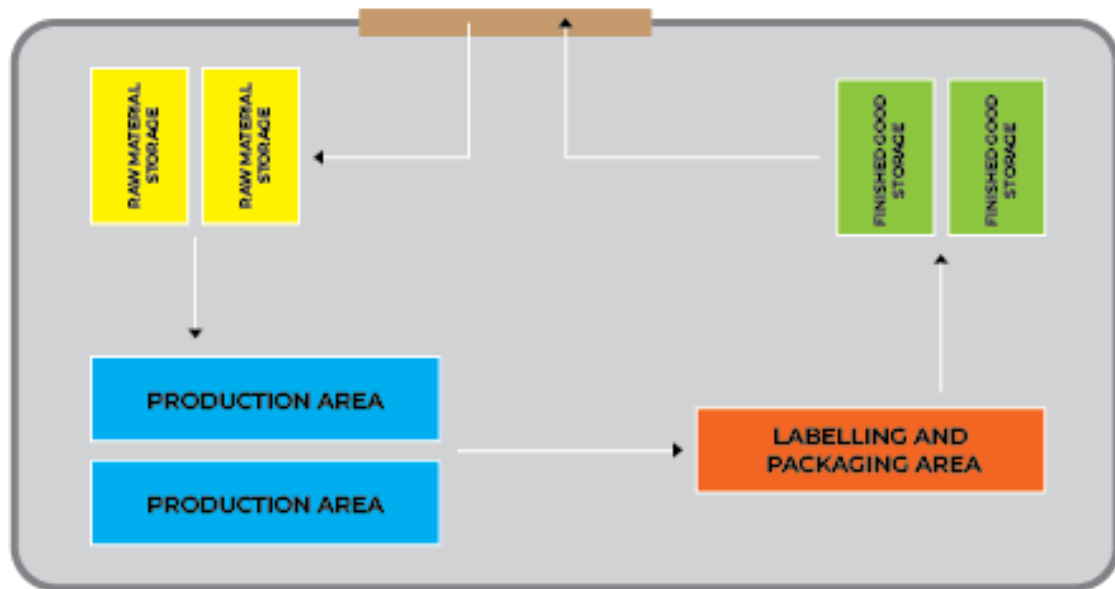 RAW MATERIAL
STORAGE
RAW MATERIAL
STORAGE
FINISHED GOOD
STORAGE
FINISHED GOOD
STORAGE
PRODUCTION AREA
PRODUCTION AREA
LABELLING AND
PACKAGING AREA